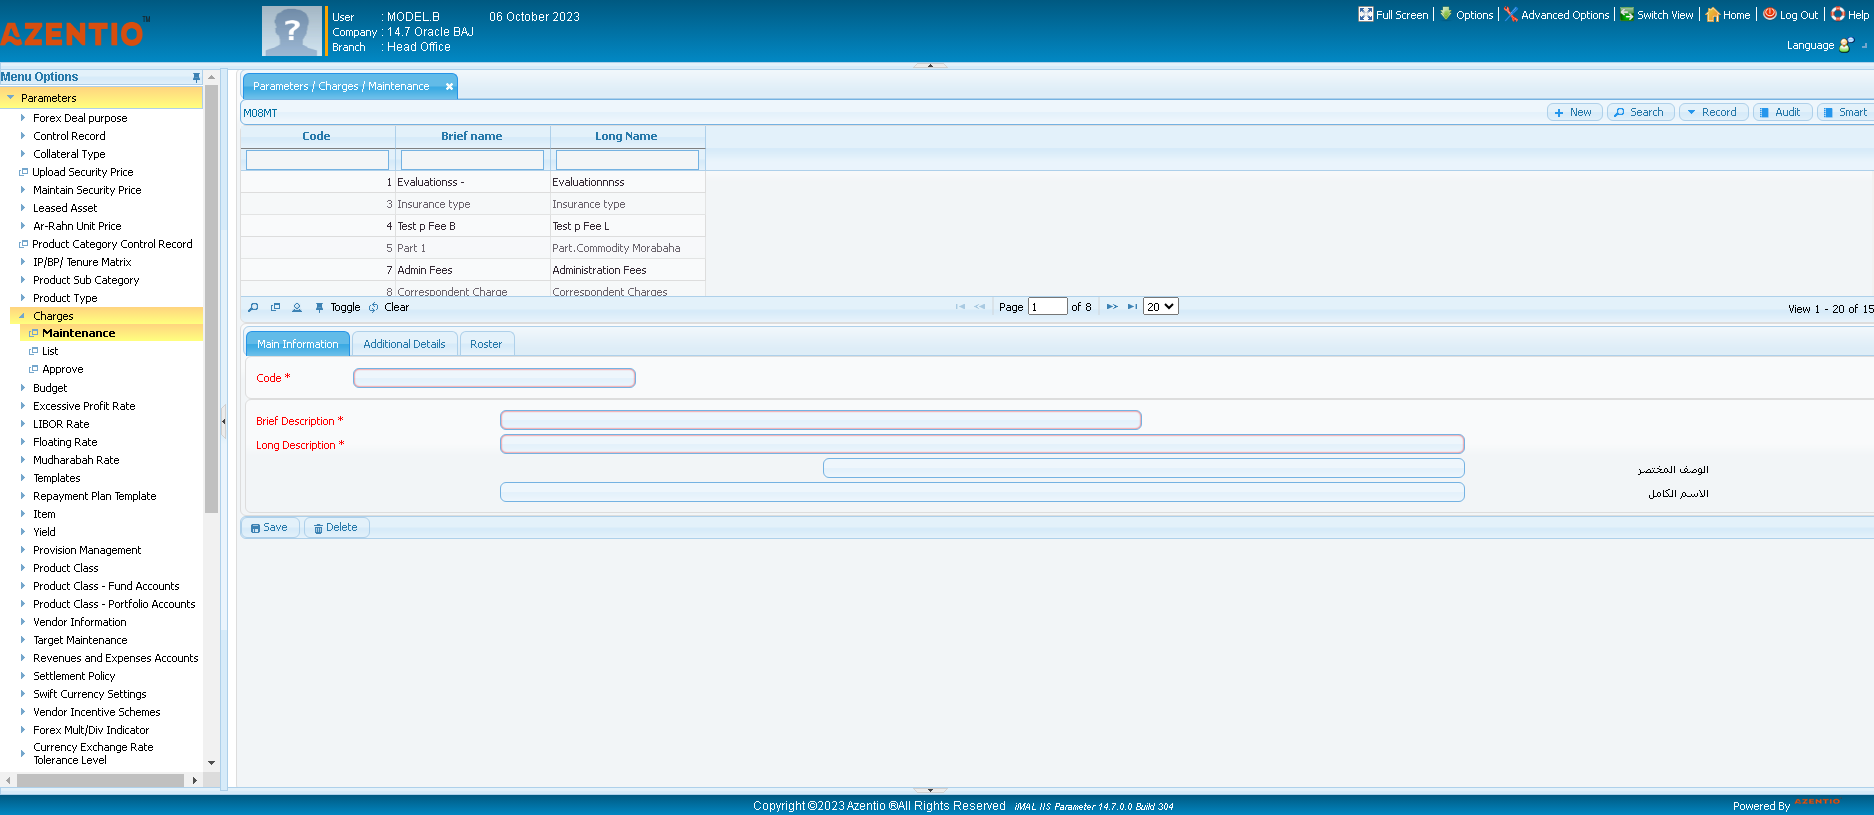 AZENTIO™
User : MODEL.B 06 October 2023
Company : 14.7 Oracle BAJ
Branch : Head Office
Full Screen Options Advanced Options Switch View Home Log Out Help
Language
Menu Options
Parameters
Forex Deal purpose
Control Record
Collateral Type
Upload Security Price
Maintain Security Price
Leased Asset
Ar-Rahn Unit Price
Product Category Control Record
IP/BP/ Tenure Matrix
Product Sub Category
Product Type
Charges
Maintenance
List
Approve
Budget
Excessive Profit Rate
LIBOR Rate
Floating Rate
Mudharabah Rate
Templates
Repayment Plan Template
Item
Yield
Provision Management
Product Class
Product Class - Fund Accounts
Product Class - Portfolio Accounts
Vendor Information
Target Maintenance
Revenues and Expenses Accounts
Settlement Policy
Swift Currency Settings
Vendor Incentive Schemes
Forex Mult/Div Indicator
Currency Exchange Rate
Tolerance Level
Parameters / Charges / Maintenance
M08MT
New Search Record Audit Smart
Code Brief name Long Name
1 Evaluationss - Evaluationnnss
3 Insurance type Insurance type
4 Test p Fee B Test p Fee L
5 Part 1 Part.Commodity Morabaha
7 Admin Fees Administration Fees
8 Correspondent Charge Correspondent Charges
Toggle Clear Page 1 of 8 20 View 1 - 20 of 15
Main Information Additional Details Roster
Code *
Brief Description *
Long Description *
الوصف المختصر
الاسم الكامل
Save Delete
Copyright ©2023 Azentio ®All Rights Reserved iMAL IIS Parameter 14.7.0.0 Build 304
Powered By AZENTIO